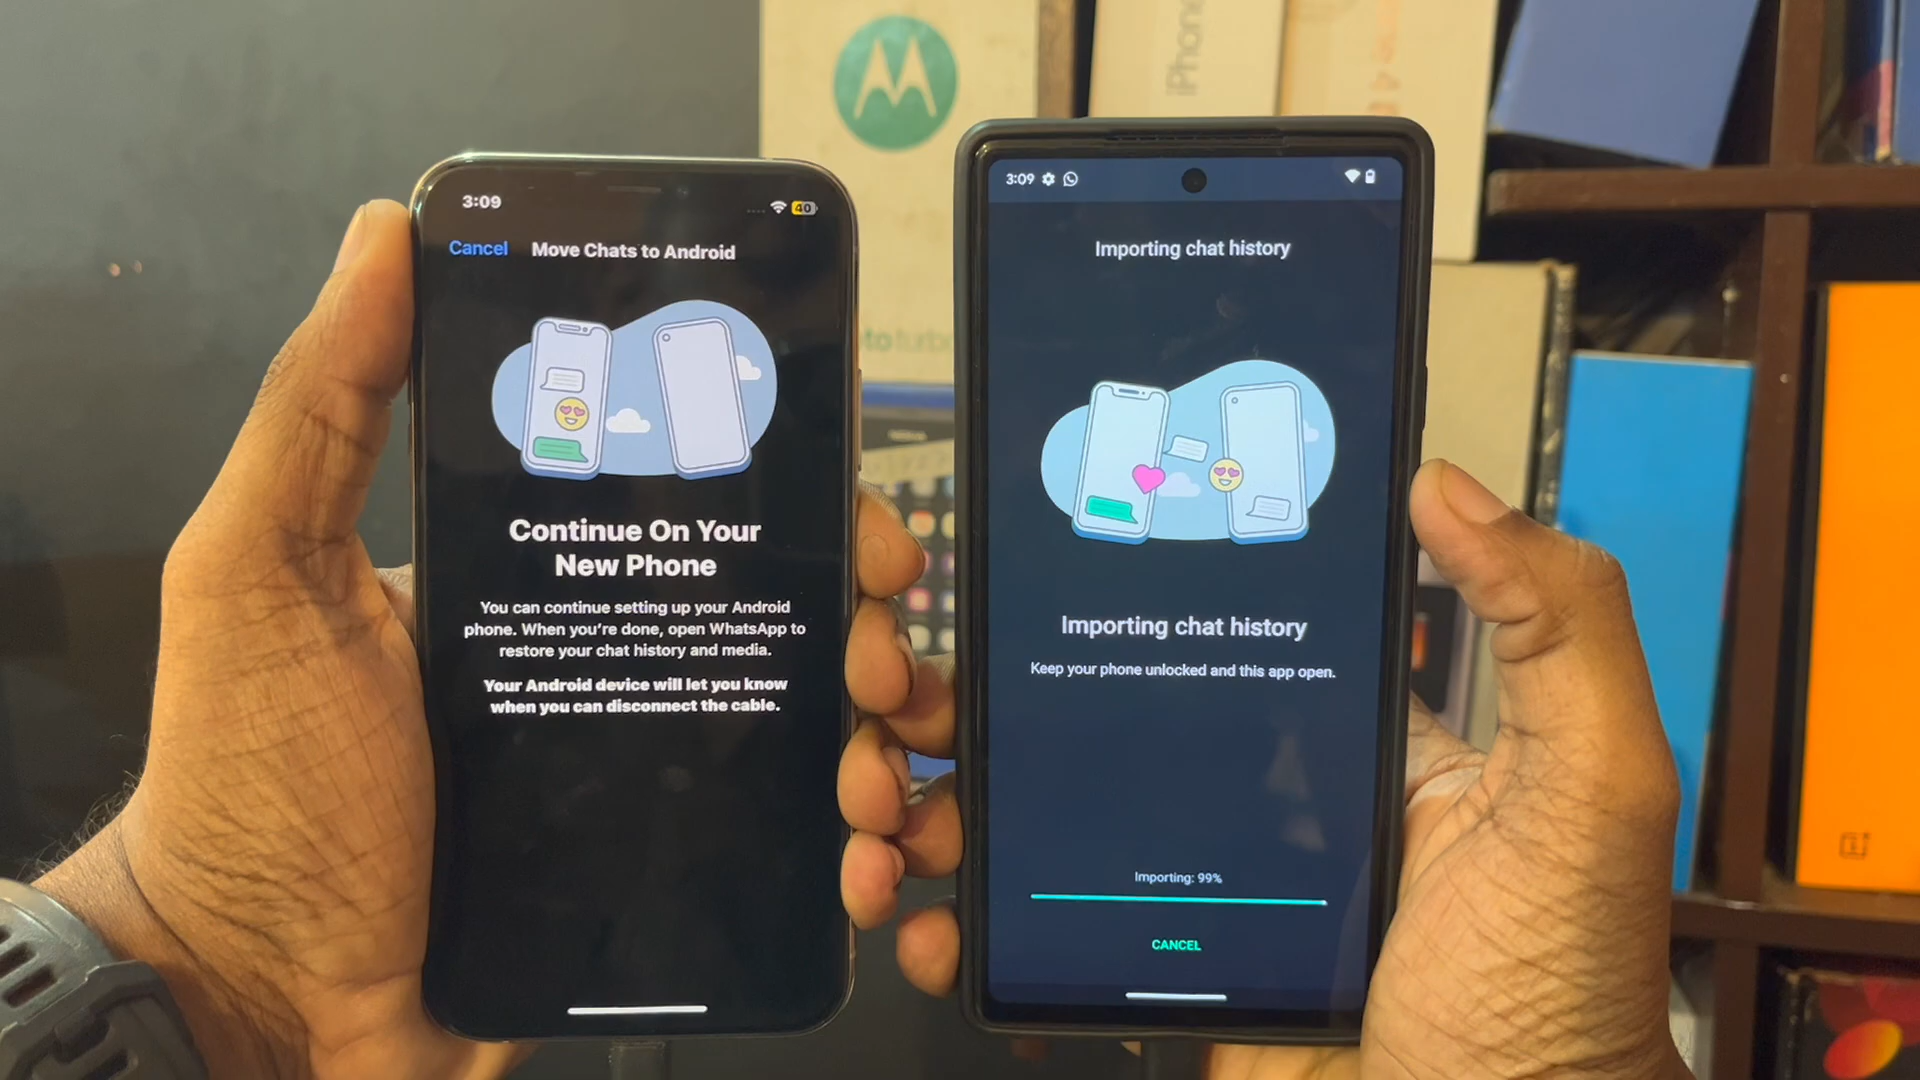 iPhone
3:09
40
Cancel
Move Chats to Android
Continue On Your
New Phone
You can continue setting up your Android
phone. When you're done, open WhatsApp to
restore your chat history and media.
Your Android device will let you know
when you can disconnect the cable.
3:09
Importing chat history
Importing chat history
Keep your phone unlocked and this app open.
Importing: 99%
CANCEL